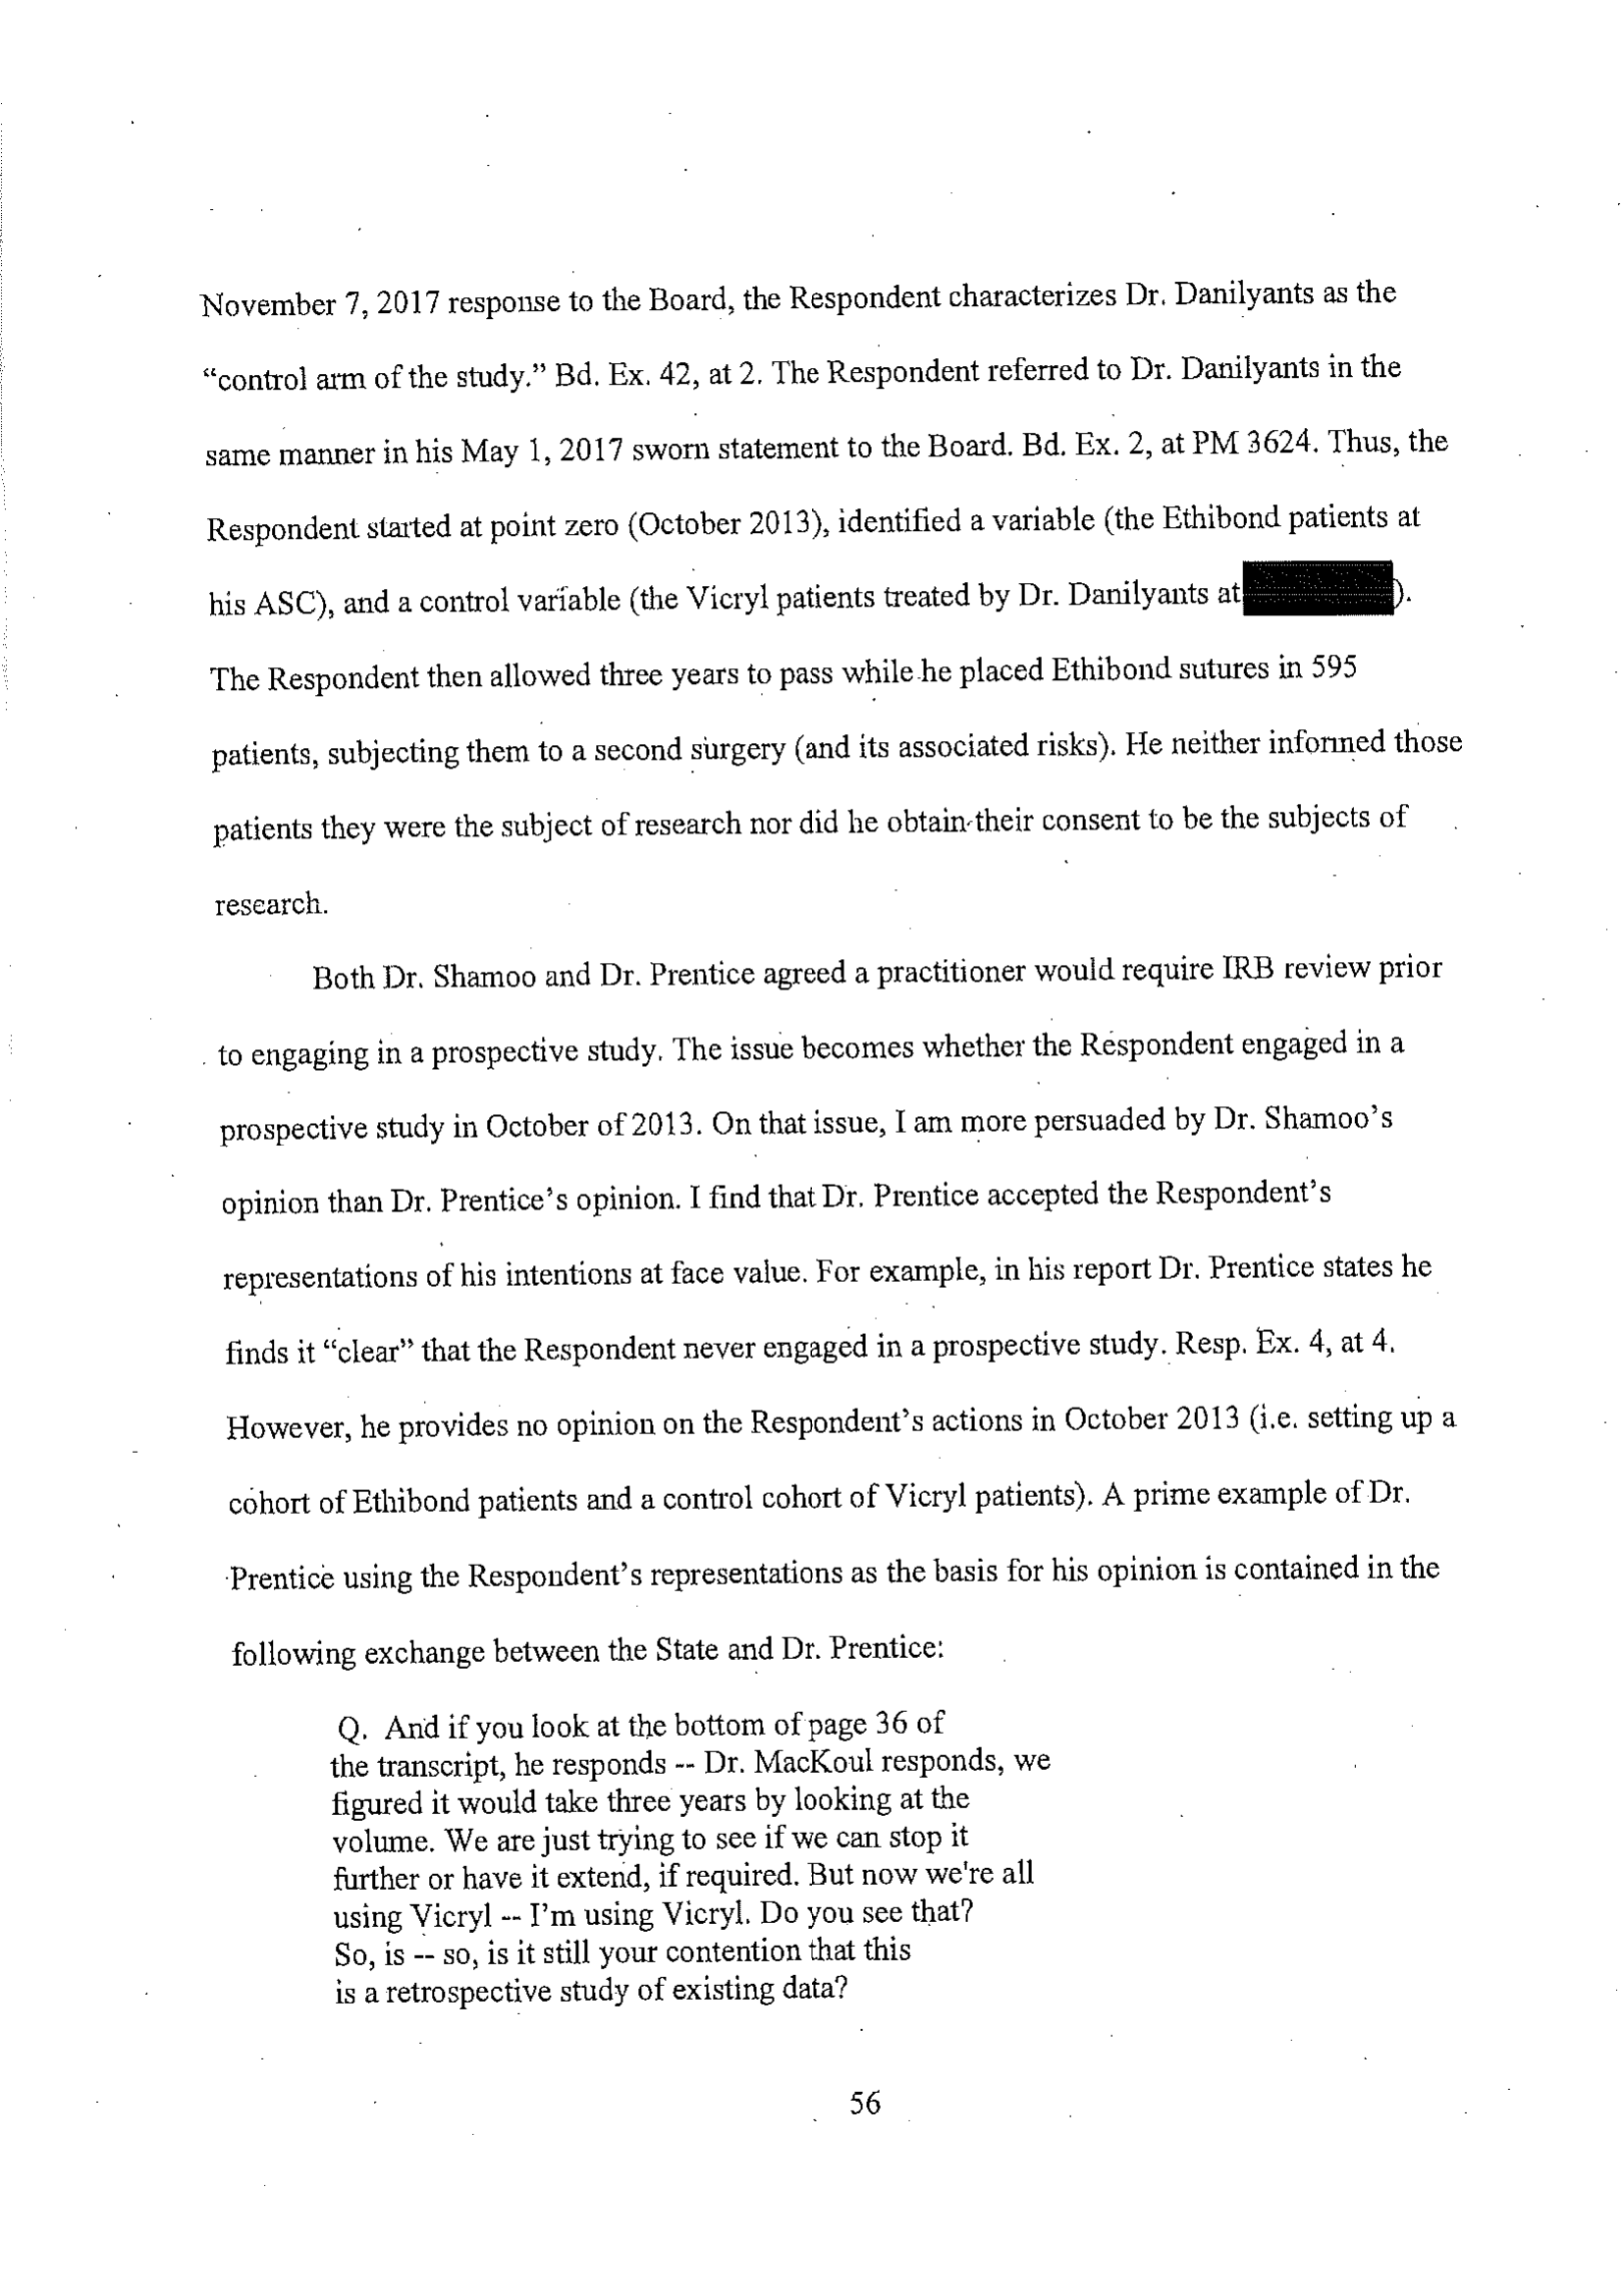 November 7, 2017 response to the Board, the Respondent characterizes Dr. Danilyants as the
“control arm of the study.” Bd. Ex. 42, at 2. The Respondent referred to Dr. Danilyants in the
same manner in his May 1, 2017 sworn statement to the Board. Bd. Ex. 2, at PM 3624. Thus, the
Respondent started at point zero (October 2013), identified a variable (the Ethibond patients at
his ASC), and a control variable (the Vicryl patients treated by Dr. Danilyants at ).
The Respondent then allowed three years to pass while he placed Ethibond sutures in 595
patients, subjecting them to a second surgery (and its associated risks). He neither informed those
patients they were the subject of research nor did he obtain their consent to be the subjects of
research.
Both Dr. Shamoo and Dr. Prentice agreed a practitioner would require IRB review prior
to engaging in a prospective study. The issue becomes whether the Respondent engaged in a
prospective study in October of 2013. On that issue, I am more persuaded by Dr. Shamoo’s
opinion than Dr. Prentice’s opinion. I find that Dr. Prentice accepted the Respondent’s
representations of his intentions at face value. For example, in his report Dr. Prentice states he
finds it “clear” that the Respondent never engaged in a prospective study. Resp. Ex. 4, at 4.
However, he provides no opinion on the Respondent’s actions in October 2013 (i.e. setting up a
cohort of Ethibond patients and a control cohort of Vicryl patients). A prime example of Dr.
Prentice using the Respondent’s representations as the basis for his opinion is contained in the
following exchange between the State and Dr. Prentice:
Q. And if you look at the bottom of page 36 of
the transcript, he responds -- Dr. MacKoul responds, we
figured it would take three years by looking at the
volume. We are just trying to see if we can stop it
further or have it extend, if required. But now we're all
using Vicryl -- I'm using Vicryl. Do you see that?
So, is -- so, is it still your contention that this
is a retrospective study of existing data?
56